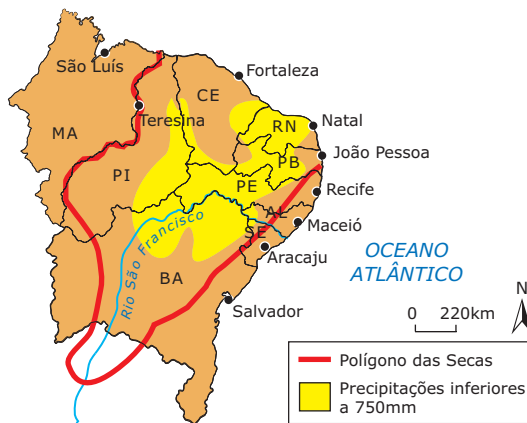 São Luís
Fortaleza
CE
Teresina
MA
RN
Natal
PB
João Pessoa
PI
PE
Recife
AL
Maceió
SE
Aracaju
Rio São Francisco
BA
Salvador
OCEANO
ATLÂNTICO
N
0 220km
Polígono das Secas
Precipitações inferiores
a 750mm